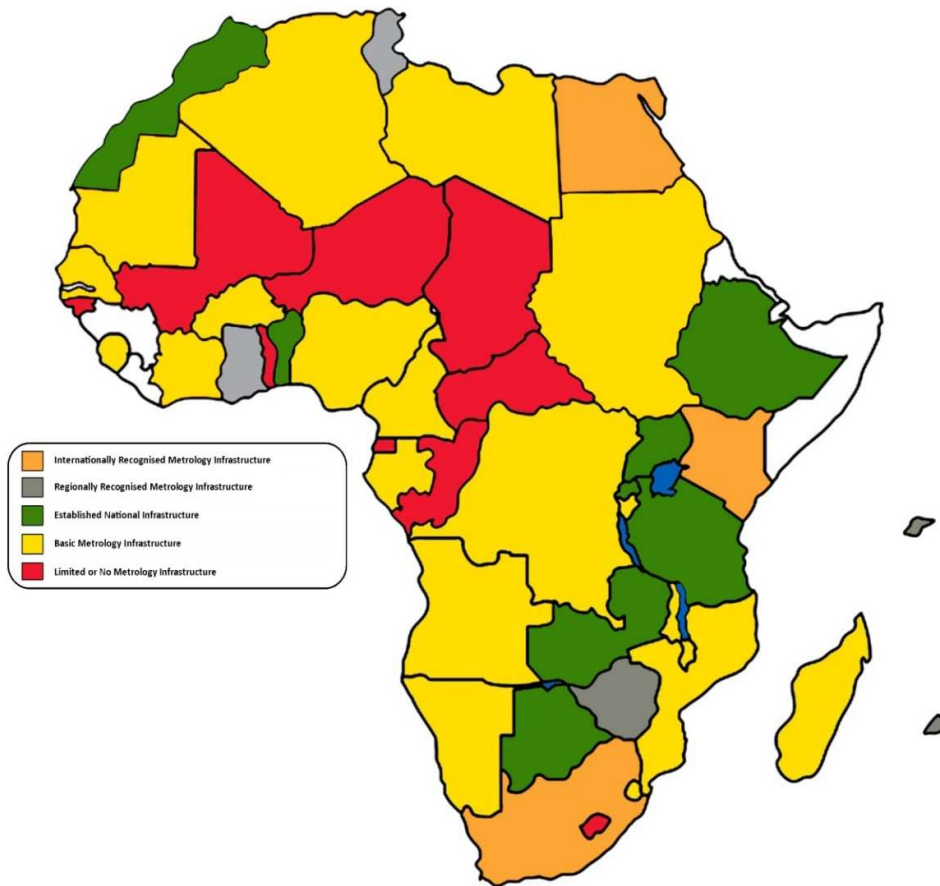 Internationally Recognised Metrology Infrastructure
Regionally Recognised Metrology Infrastructure
Established National Infrastructure
Basic Metrology Infrastructure
Limited or No Metrology Infrastructure